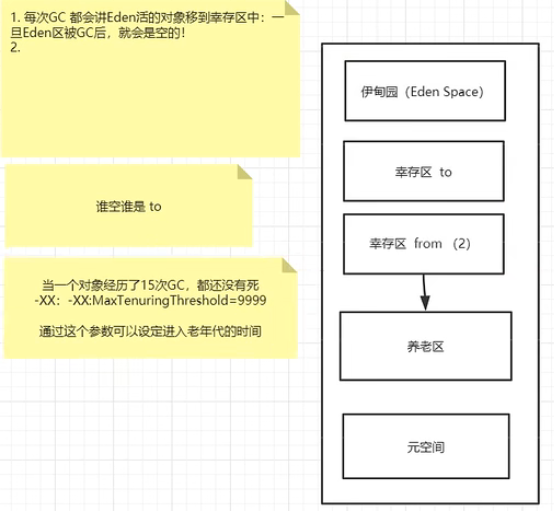 1. 每次GC 都会讲Eden活的对象移到幸存区中：一
旦Eden区被GC后，就会是空的！
2.
谁空谁是 to
当一个对象经历了15次GC，都还没有死
-XX：-XX:MaxTenuringThreshold=9999
通过这个参数可以设定进入老年代的时间
伊甸园（Eden Space）
幸存区 to
幸存区 from （2）
养老区
元空间